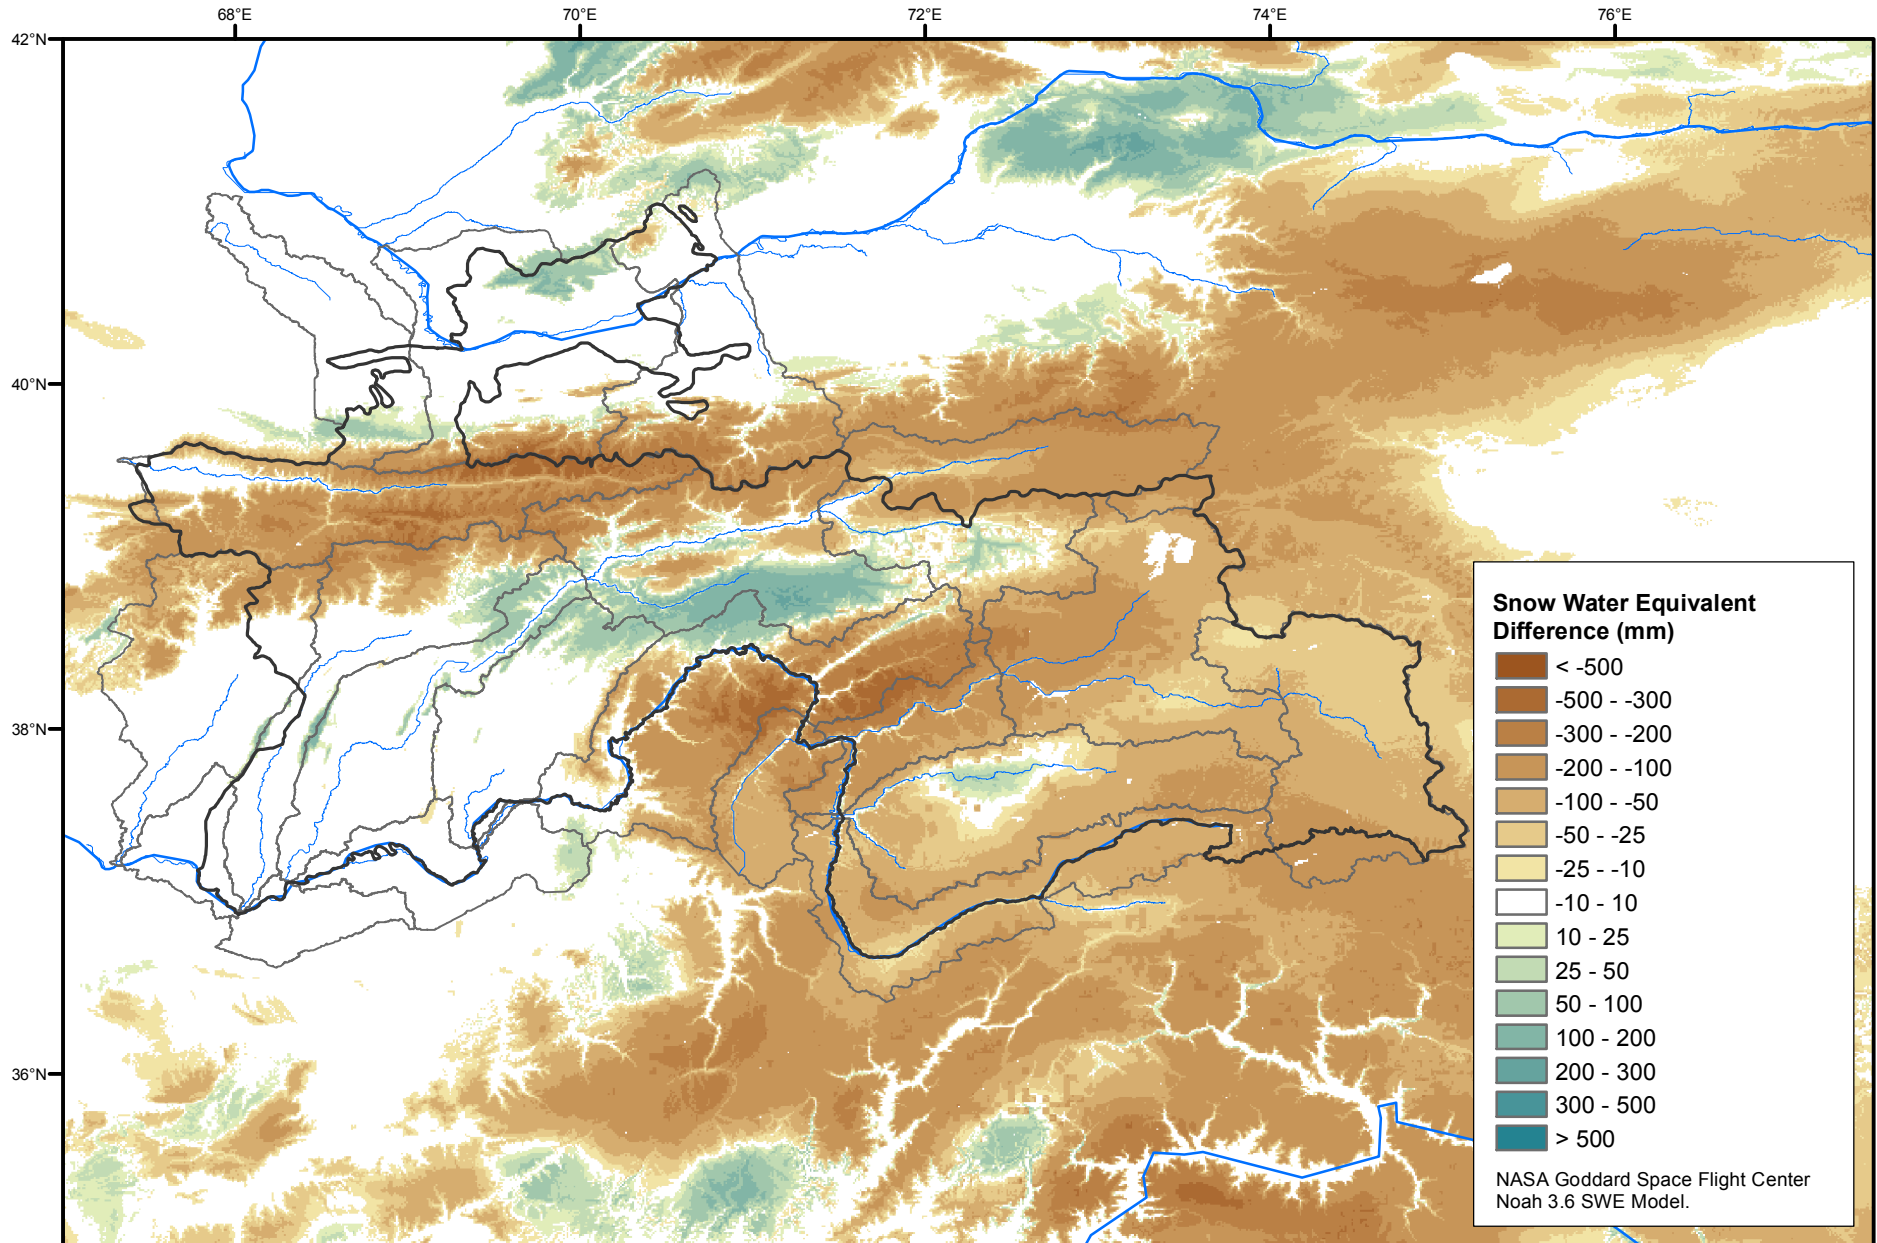 68°E
70°E
72°E
74°E
76°E
42°N
40°N
38°N
36°N
Snow Water Equivalent
Difference (mm)
< -500
-500 - -300
-300 - -200
-200 - -100
-100 - -50
-50 - -25
-25 - -10
-10 - 10
10 - 25
25 - 50
50 - 100
100 - 200
200 - 300
300 - 500
> 500
NASA Goddard Space Flight Center
Noah 3.6 SWE Model.